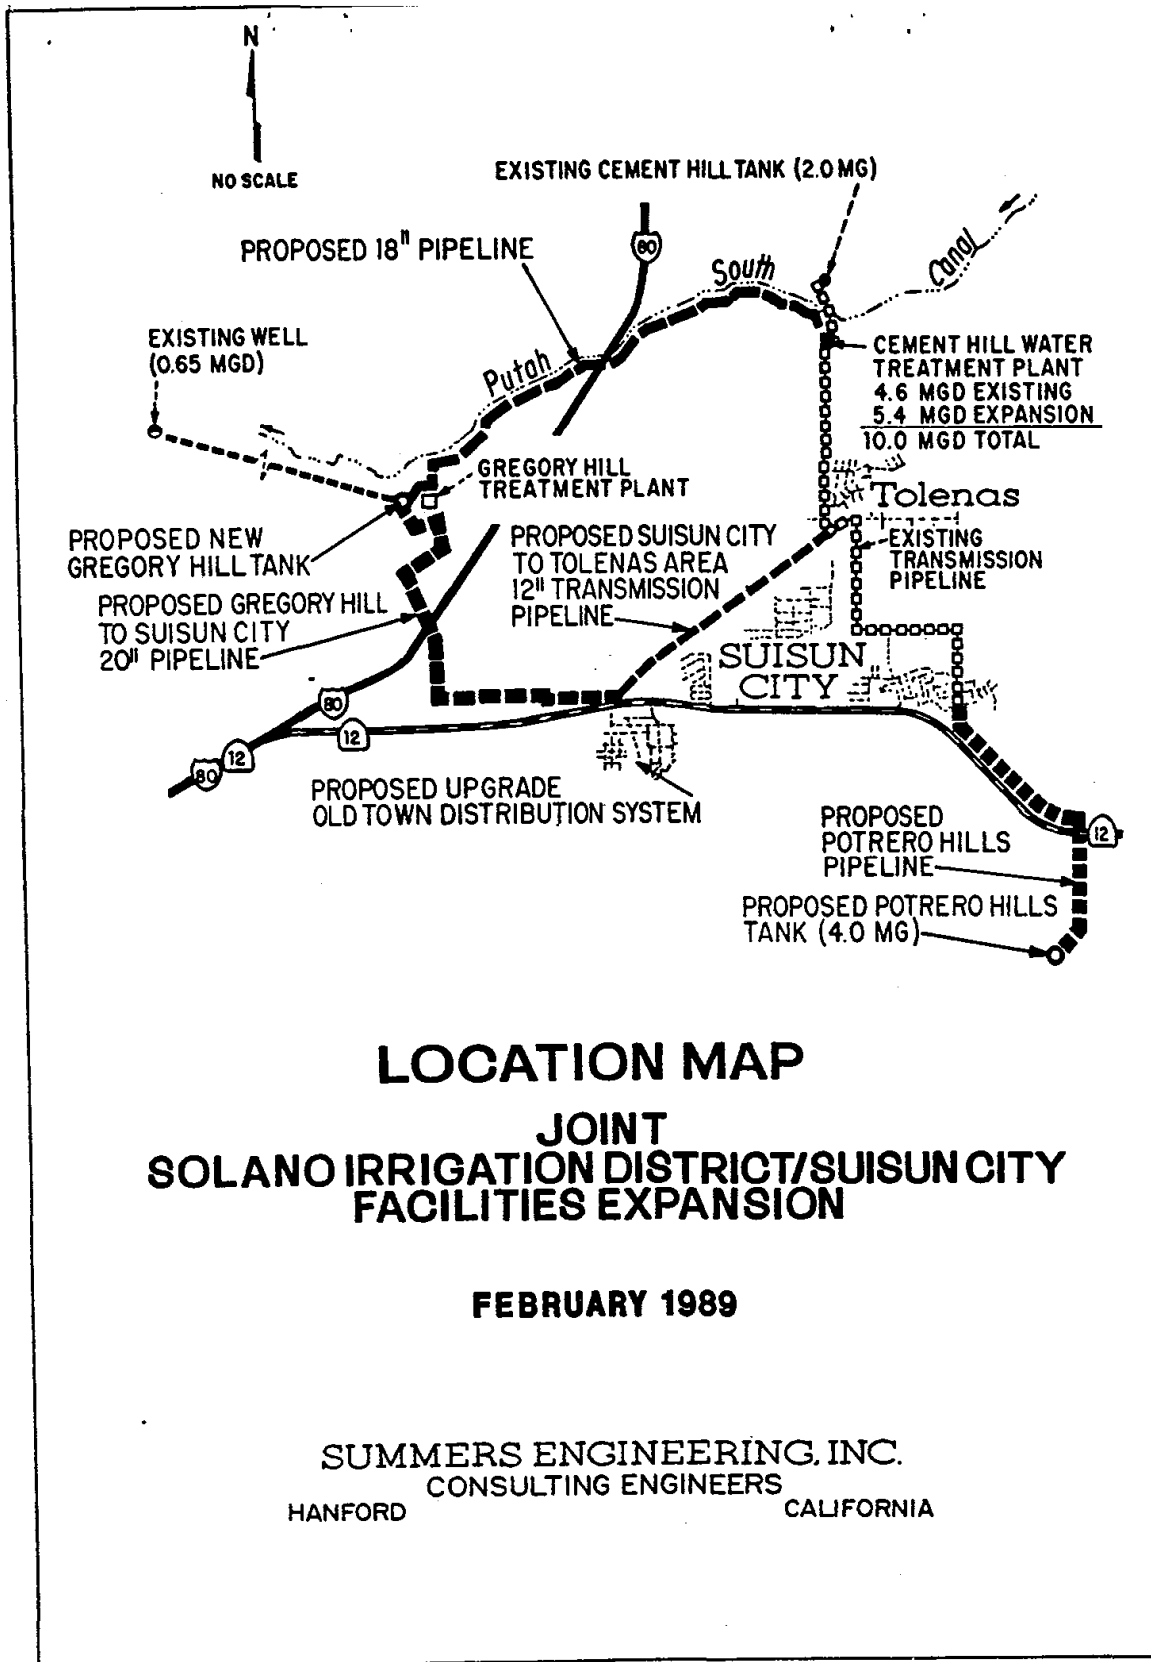 N
NO SCALE
EXISTING CEMENT HILL TANK (2.0 MG)
PROPOSED 18" PIPELINE
80
South
Canal
EXISTING WELL
(0.65 MGD)
Putah
CEMENT HILL WATER
TREATMENT PLANT
4.6 MGD EXISTING
5.4 MGD EXPANSION
10.0 MGD TOTAL
GREGORY HILL
TREATMENT PLANT
Tolenas
PROPOSED NEW
GREGORY HILL TANK
PROPOSED SUISUN CITY
TO TOLENAS AREA
12" TRANSMISSION
PIPELINE
EXISTING
TRANSMISSION
PIPELINE
PROPOSED GREGORY HILL
TO SUISUN CITY
20" PIPELINE
SUISUN
CITY
80
12
12
80
PROPOSED UPGRADE
OLD TOWN DISTRIBUTION SYSTEM
PROPOSED
POTRERO HILLS
PIPELINE
12
PROPOSED POTRERO HILLS
TANK (4.0 MG)
LOCATION MAP
JOINT
SOLANO IRRIGATION DISTRICT/SUISUN CITY
FACILITIES EXPANSION
FEBRUARY 1989
SUMMERS ENGINEERING, INC.
CONSULTING ENGINEERS
HANFORD CALIFORNIA